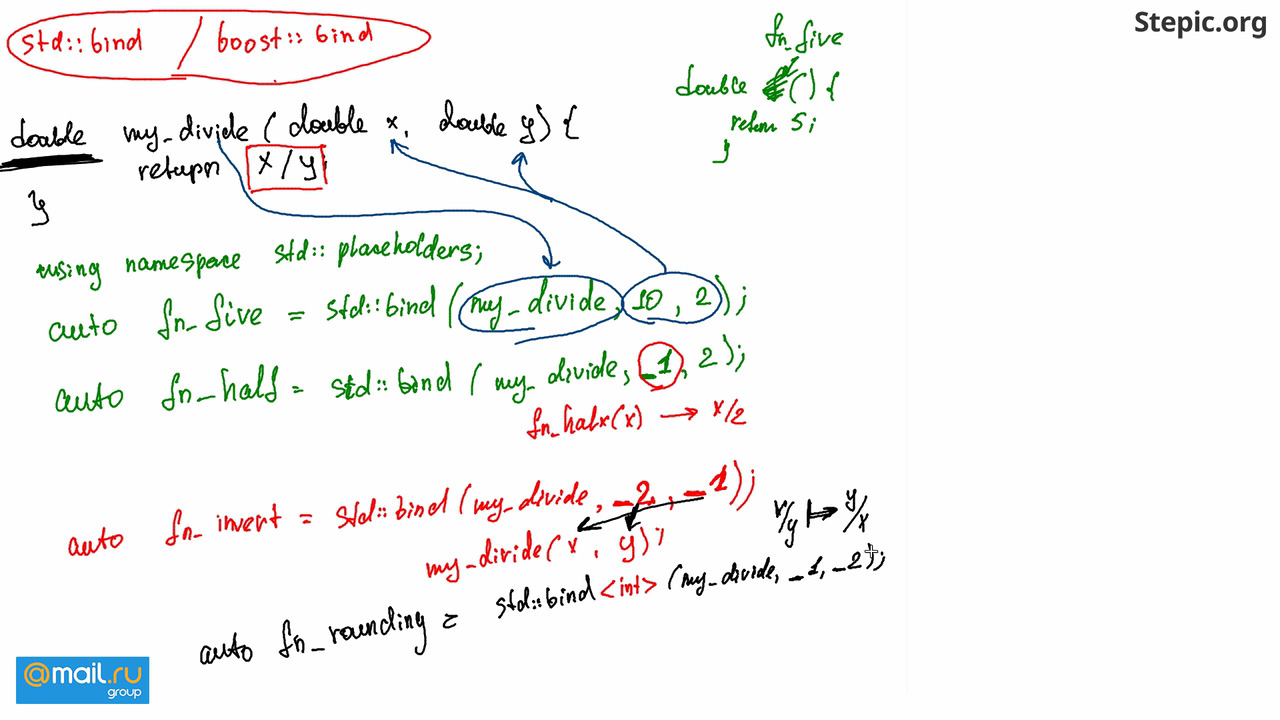 Stepic.org
std::bind / boost::bind
fn_five
double () {
return 5;
}
double my_divide ( double x, double y) {
return x/y
}
using namespace std:: placeholders;
auto fn_five = std::bind (my_divide, 10, 2);
auto fn_half = std::bind ( my_divide, _1, 2);
fn_halx(x) → x/2
auto fn_invert = std::bind (my_divide, _2, _1));
my_divide(x, y);
x/y ↦ y/x
auto fn_rounding = std::bind <int> (my_divide, _1, _2);
@mail.ru
group